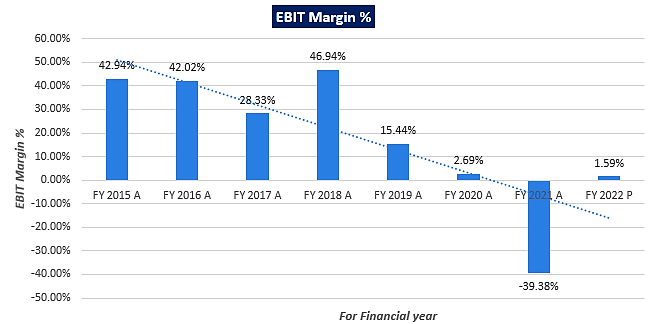 EBIT Margin %
60.00%
50.00%
40.00%
30.00%
20.00%
10.00%
0.00%
-10.00%
-20.00%
-30.00%
-40.00%
-50.00%
EBIT Margin %
42.94%
42.02%
28.33%
46.94%
15.44%
2.69%
-39.38%
1.59%
FY 2015 A
FY 2016 A
FY 2017 A
FY 2018 A
FY 2019 A
FY 2020 A
FY 2021 A
FY 2022 P
For Financial year